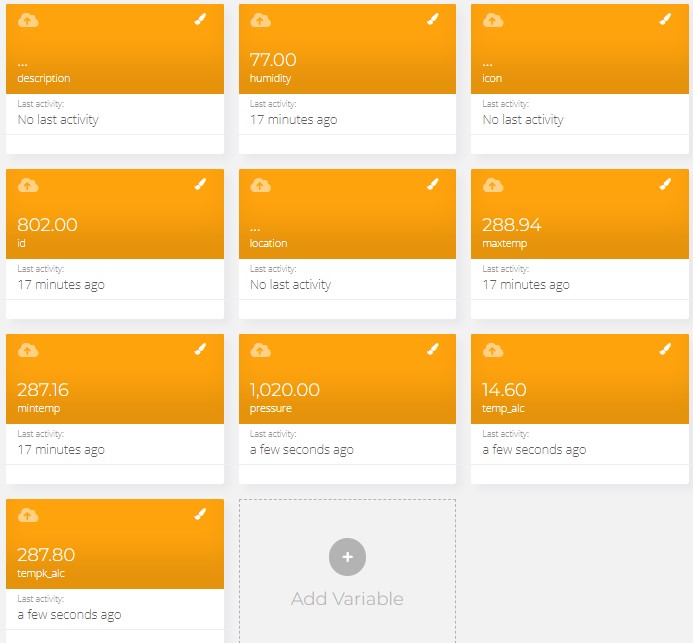 ...
description
Last activity:
No last activity
77.00
humidity
Last activity:
17 minutes ago
...
icon
Last activity:
No last activity
802.00
id
Last activity:
17 minutes ago
...
location
Last activity:
No last activity
288.94
maxtemp
Last activity:
17 minutes ago
287.16
mintemp
Last activity:
17 minutes ago
1,020.00
pressure
Last activity:
a few seconds ago
14.60
temp_alc
Last activity:
a few seconds ago
287.80
tempk_alc
Last activity:
a few seconds ago
Add Variable